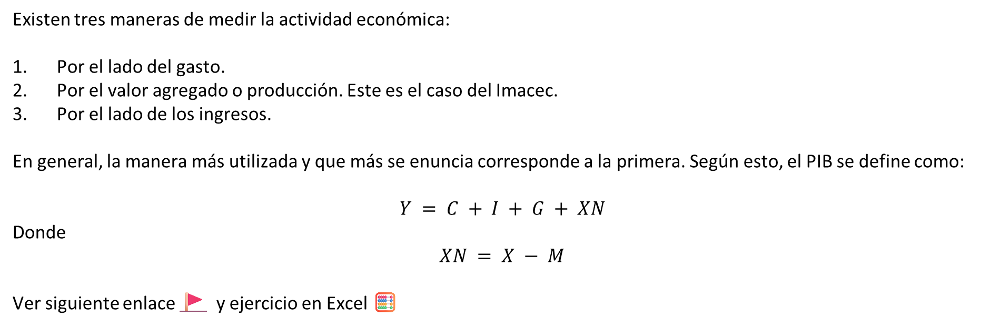 Existen tres maneras de medir la actividad económica:
1. Por el lado del gasto.
2. Por el valor agregado o producción. Este es el caso del Imacec.
3. Por el lado de los ingresos.
En general, la manera más utilizada y que más se enuncia corresponde a la primera. Según esto, el PIB se define como:
Y = C + I + G + XN
Donde
XN = X − M
Ver siguiente enlace y ejercicio en Excel